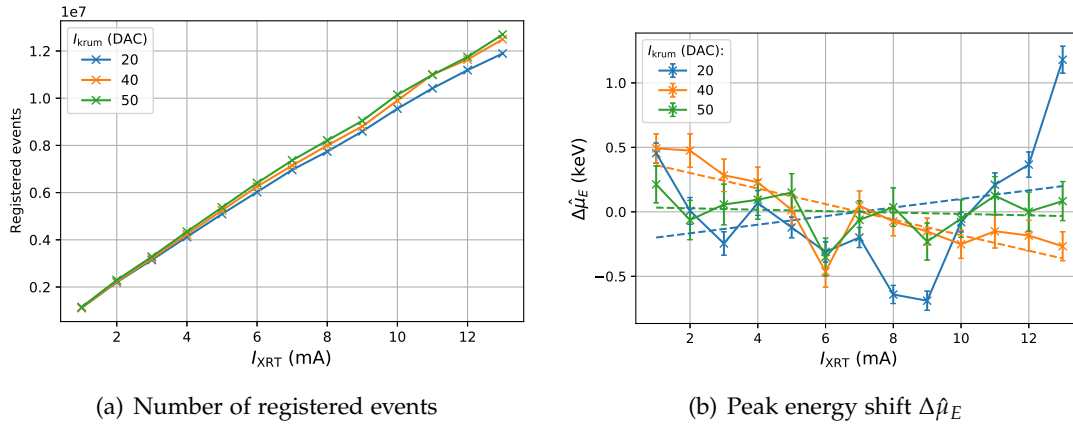 1e7
I_krum (DAC)
20
40
50
Registered events
1.2
1.0
0.8
0.6
0.4
0.2
2 4 6 8 10 12
I_XRT (mA)
(a) Number of registered events
I_krum (DAC):
20
40
50
Δμ̂_E (keV)
1.0
0.5
0.0
−0.5
2 4 6 8 10 12
I_XRT (mA)
(b) Peak energy shift Δμ̂_E